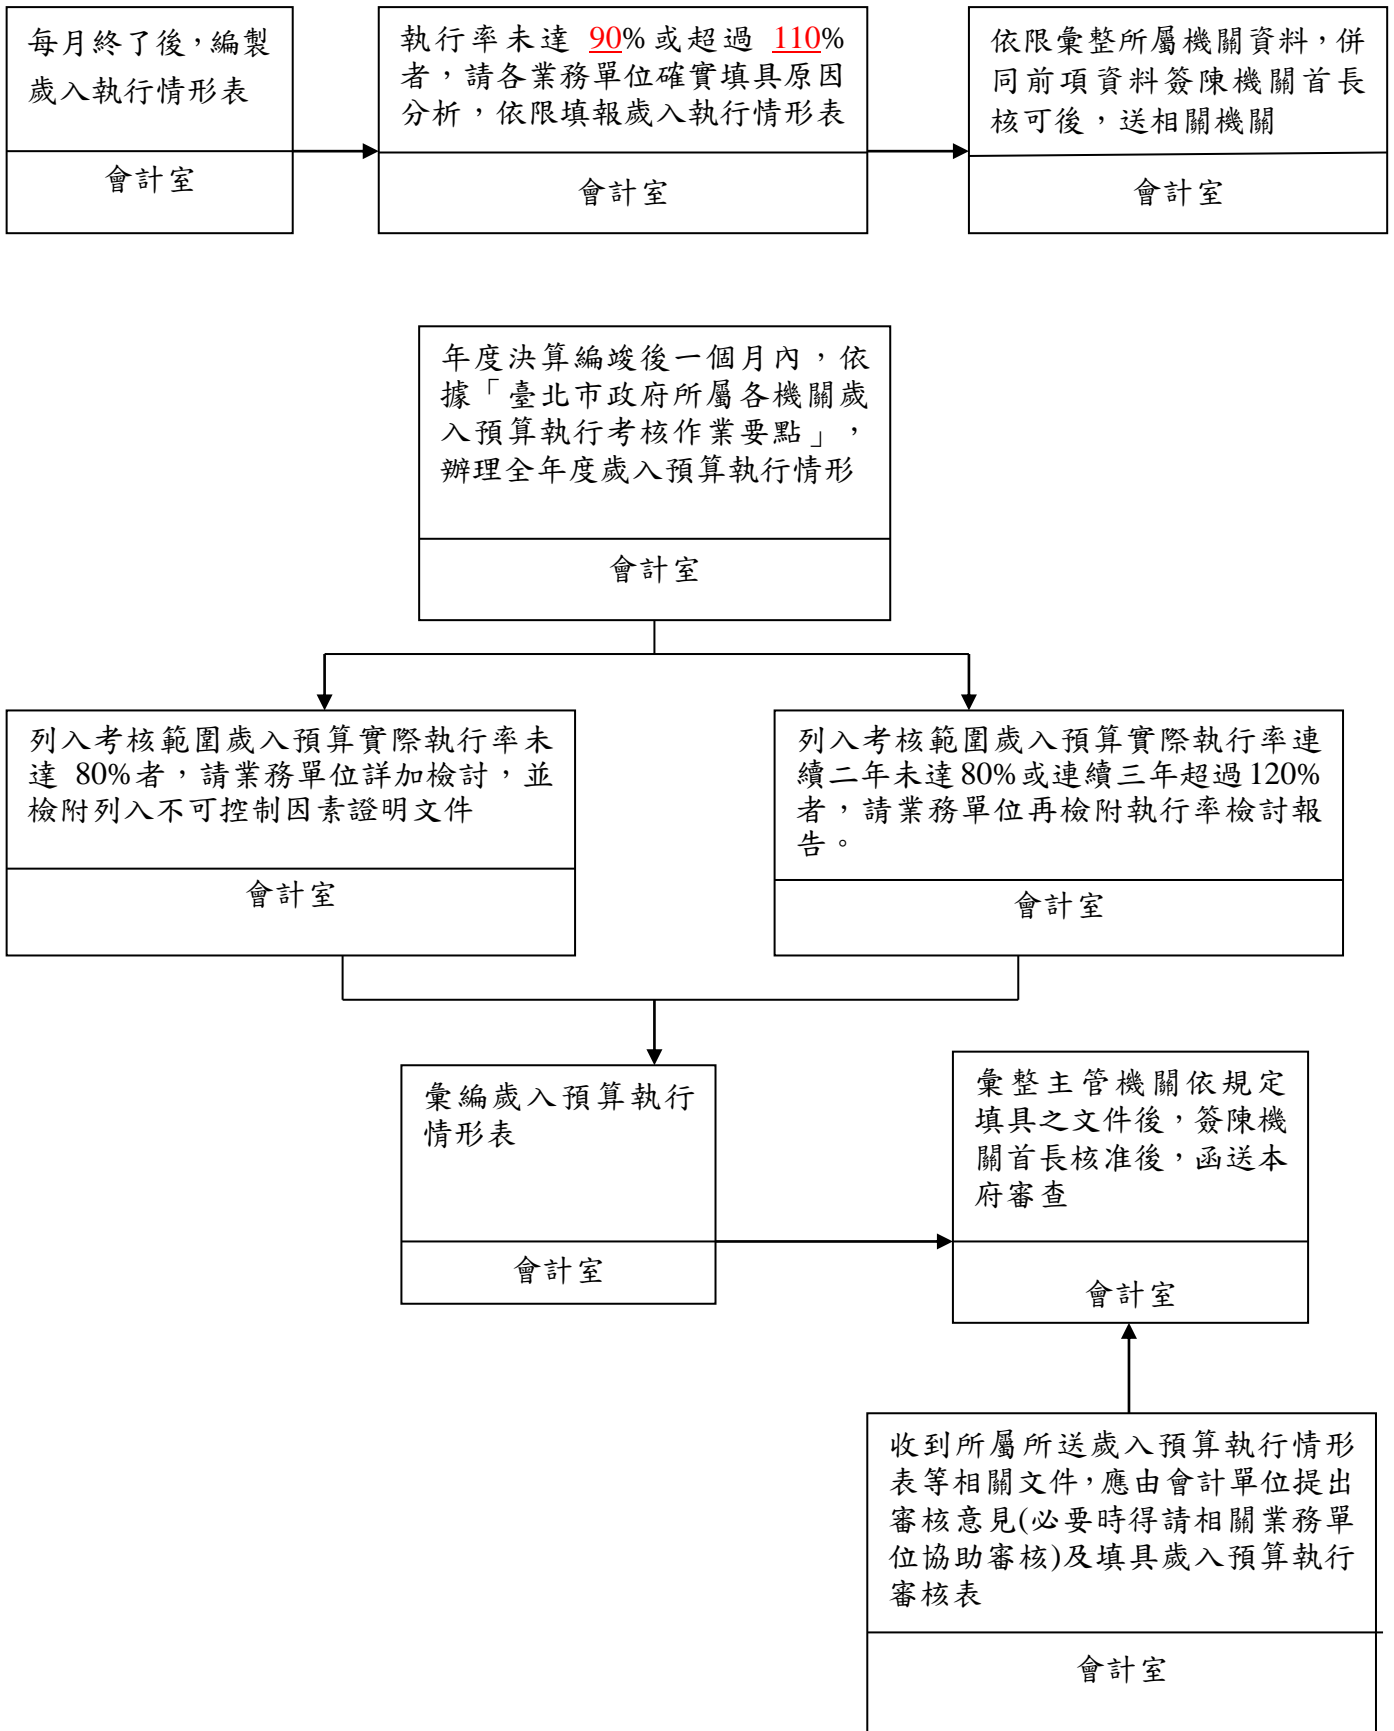 每月終了後，編製
歲入執行情形表
會計室
執行率未達 90%或超過 110%
者，請各業務單位確實填具原因
分析，依限填報歲入執行情形表
會計室
依限彙整所屬機關資料，併
同前項資料簽陳機關首長
核可後，送相關機關
會計室
年度決算編竣後一個月內，依
據「臺北市政府所屬各機關歲
入預算執行考核作業要點」，
辦理全年度歲入預算執行情形
會計室
列入考核範圍歲入預算實際執行率未
達 80%者，請業務單位詳加檢討，並
檢附列入不可控制因素證明文件
會計室
列入考核範圍歲入預算實際執行率連
續二年未達80%或連續三年超過120%
者，請業務單位再檢附執行率檢討報
告。
會計室
彙編歲入預算執行
情形表
會計室
彙整主管機關依規定
填具之文件後，簽陳機
關首長核准後，函送本
府審查
會計室
收到所屬所送歲入預算執行情形
表等相關文件，應由會計單位提出
審核意見(必要時得請相關業務單
位協助審核)及填具歲入預算執行
審核表
會計室